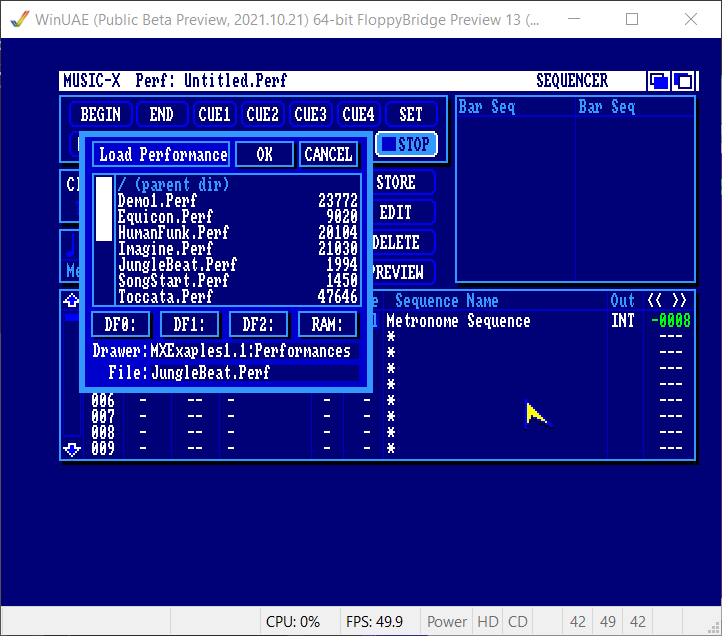 WinUAE (Public Beta Preview, 2021.10.21) 64-bit FloppyBridge Preview 13 (...
MUSIC-X Perf: Untitled.Perf SEQUENCER
BEGIN END CUE1 CUE2 CUE3 CUE4 SET
Bar Seq Bar Seq
STOP
Load Performance OK CANCEL
STORE
EDIT
DELETE
PREVIEW
/ (parent dir)
Demo1.Perf 23772
Equicon.Perf 9020
HumanFunk.Perf 20104
Imagine.Perf 21030
JungleBeat.Perf 1994
SongStart.Perf 1450
Toccata.Perf 47646
Sequence Name Out << >>
DF0: DF1: DF2: RAM:
Metronome Sequence INT -0008
* ---
Drawer:MXExaples1.1:Performances
* ---
File:JungleBeat.Perf
* ---
* ---
006 - -- - - - * ---
007 - -- - - - * ---
008 - -- - - - * ---
009 - -- - - - * ---
CPU: 0% FPS: 49.9 Power HD CD 42 49 42